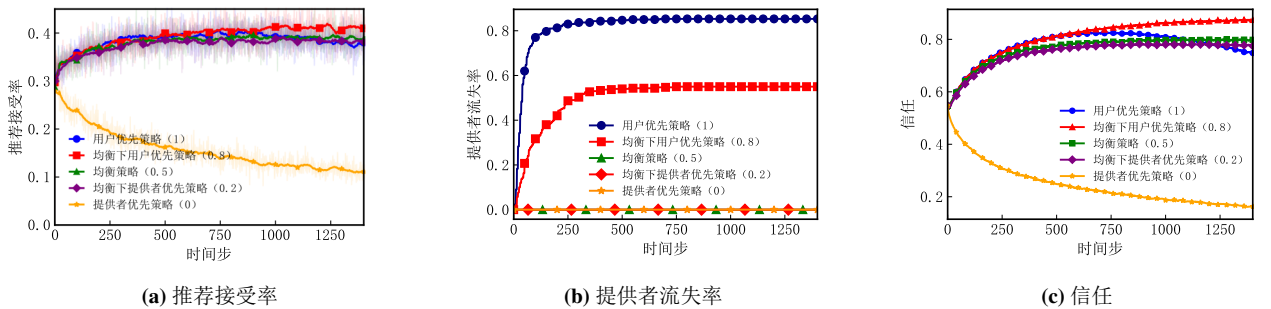 推荐接受率
0.4
0.3
0.2
0.1
0.0
0 250 500 750 1000 1250
时间步
用户优先策略（1）
均衡下用户优先策略（0.8）
均衡策略（0.5）
均衡下提供者优先策略（0.2）
提供者优先策略（0）
(a) 推荐接受率
提供者流失率
0.8
0.6
0.4
0.2
0.0
0 250 500 750 1000 1250
时间步
用户优先策略（1）
均衡下用户优先策略（0.8）
均衡策略（0.5）
均衡下提供者优先策略（0.2）
提供者优先策略（0）
(b) 提供者流失率
信任
0.8
0.6
0.4
0.2
0 250 500 750 1000 1250
时间步
用户优先策略（1）
均衡下用户优先策略（0.8）
均衡策略（0.5）
均衡下提供者优先策略（0.2）
提供者优先策略（0）
(c) 信任